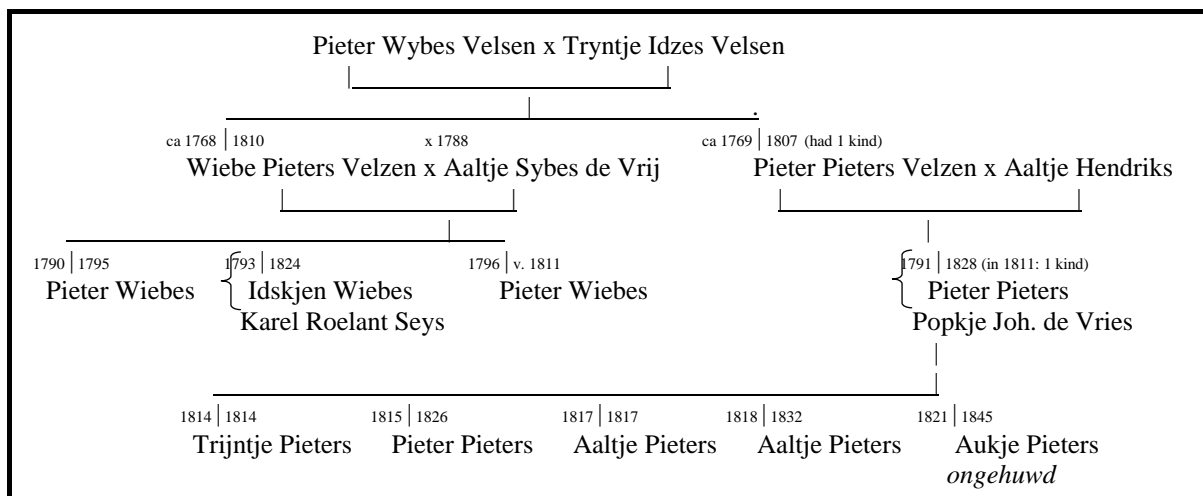 Pieter Wybes Velsen x Tryntje Idzes Velsen
ca 1768 | 1810 x 1788 ca 1769 | 1807 (had 1 kind)
Wiebe Pieters Velzen x Aaltje Sybes de Vrij Pieter Pieters Velzen x Aaltje Hendriks
1790 | 1795 1793 | 1824 1796 | v. 1811 1791 | 1828 (in 1811: 1 kind)
Pieter Wiebes Idskjen Wiebes Pieter Wiebes Pieter Pieters
Karel Roelant Seys Popkje Joh. de Vries
1814 | 1814 1815 | 1826 1817 | 1817 1818 | 1832 1821 | 1845
Trijntje Pieters Pieter Pieters Aaltje Pieters Aaltje Pieters Aukje Pieters
ongehuwd